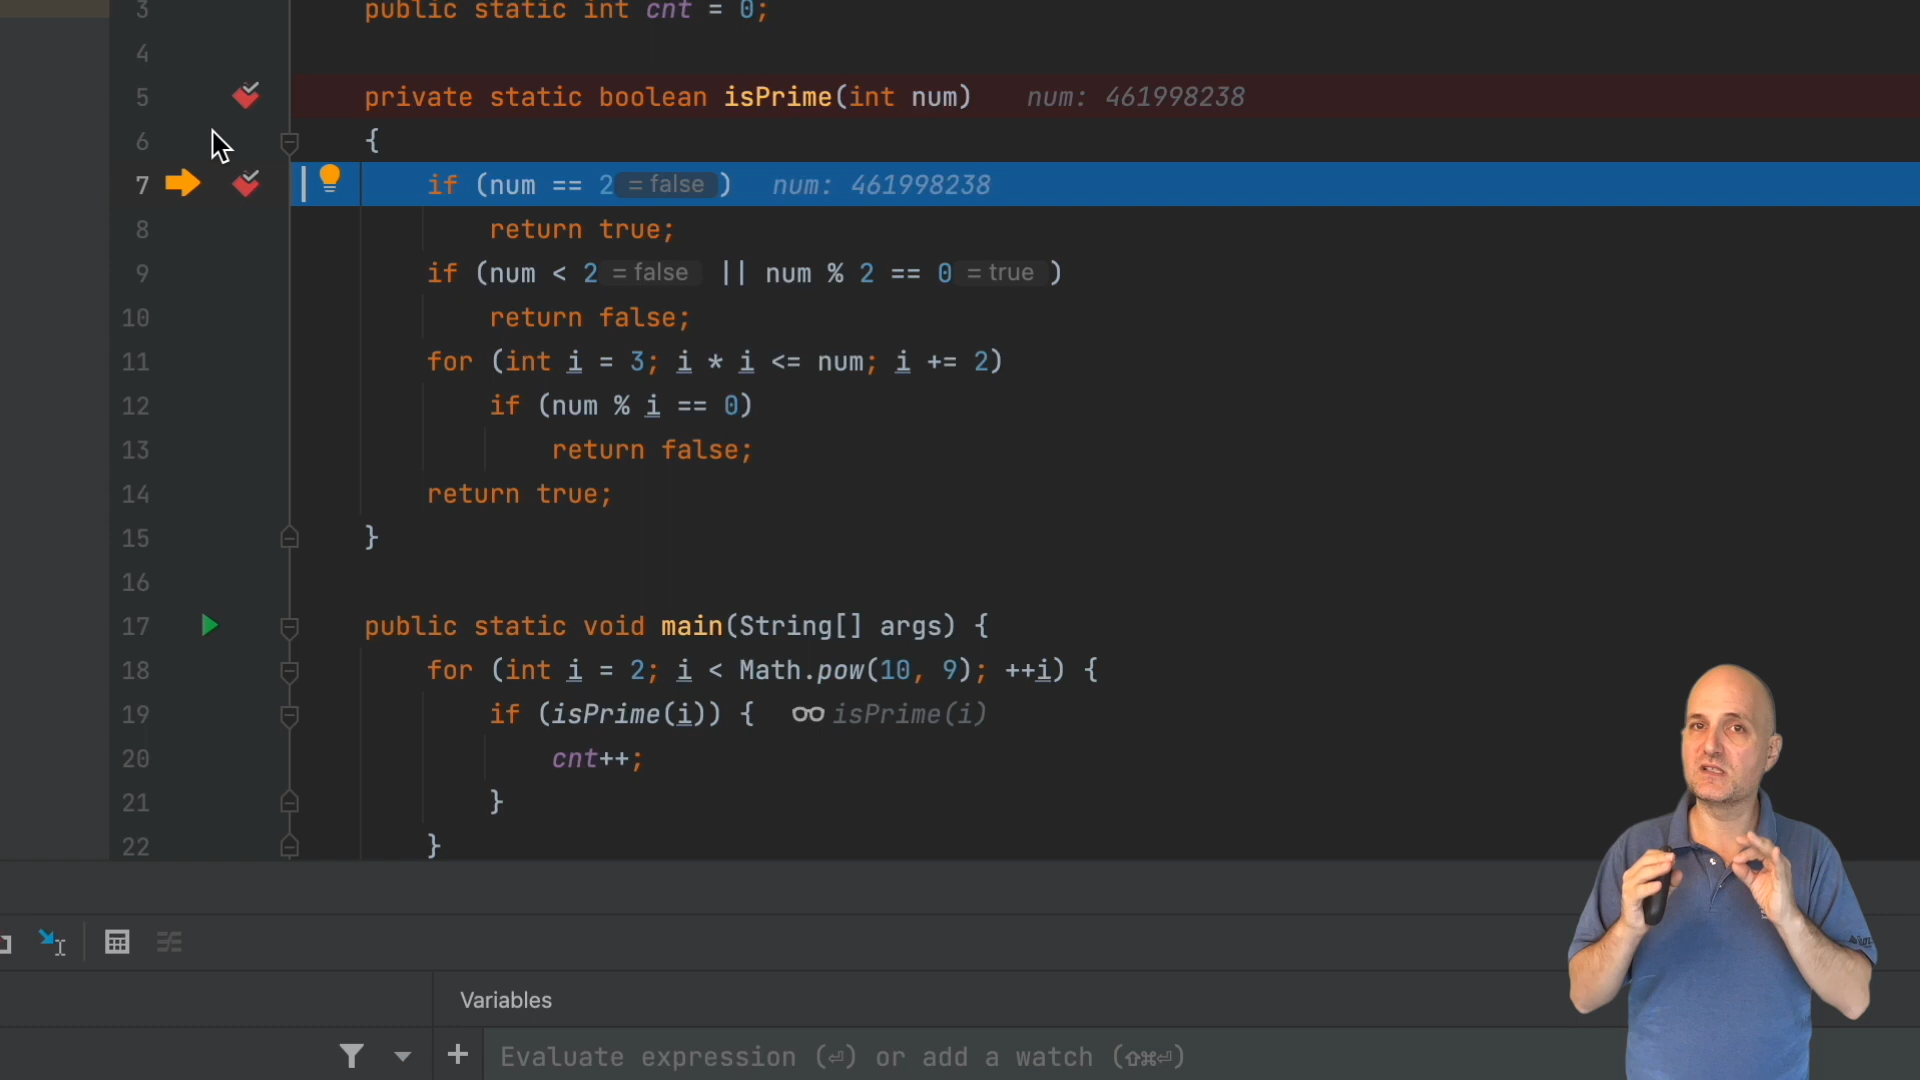 3 public static int cnt = 0;
4
5 private static boolean isPrime(int num) num: 461998238
6 {
7 if (num == 2 = false ) num: 461998238
8 return true;
9 if (num < 2 = false || num % 2 == 0 = true )
10 return false;
11 for (int i = 3; i * i <= num; i += 2)
12 if (num % i == 0)
13 return false;
14 return true;
15 }
16
17 public static void main(String[] args) {
18 for (int i = 2; i < Math.pow(10, 9); ++i) {
19 if (isPrime(i)) { isPrime(i)
20 cnt++;
21 }
22 }
Variables
Evaluate expression (⏎) or add a watch (⇧⌘⏎)